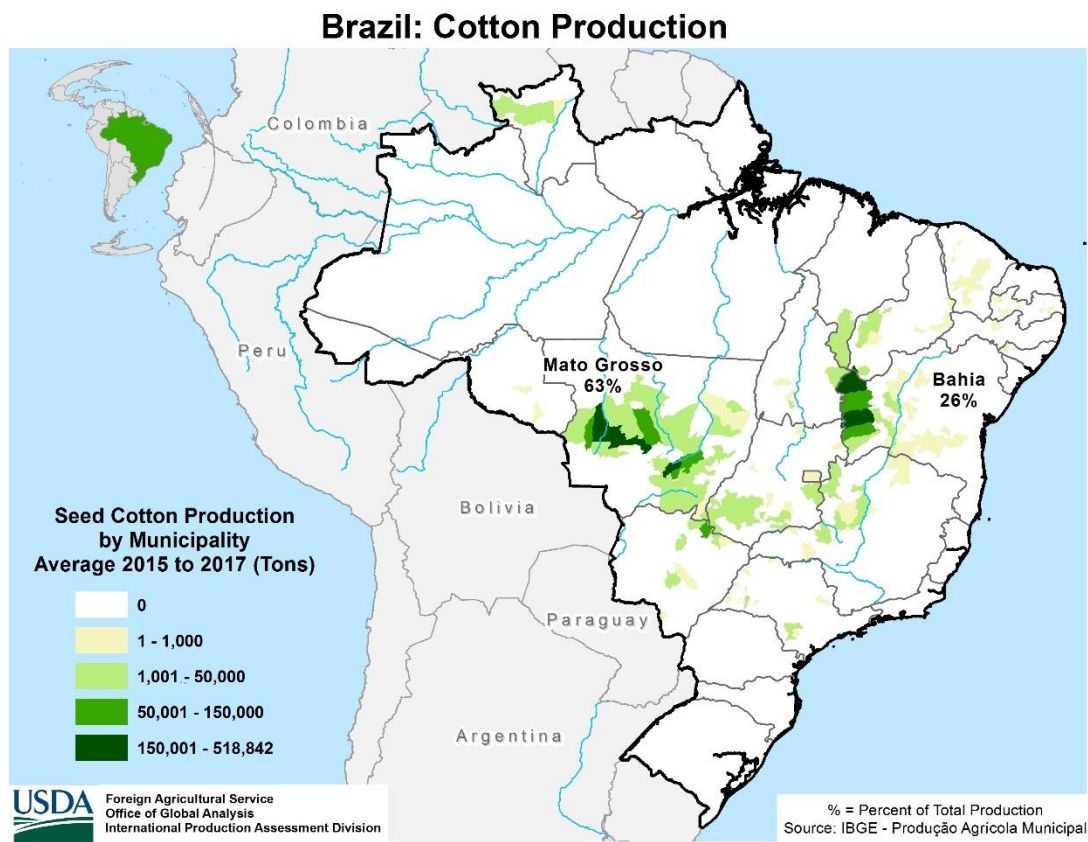 Brazil: Cotton Production
Colombia
Peru
Mato Grosso
63%
Bahia
26%
Bolivia
Seed Cotton Production
by Municipality
Average 2015 to 2017 (Tons)
0
1 - 1,000
1,001 - 50,000
50,001 - 150,000
150,001 - 518,842
Paraguay
Argentina
USDA
Foreign Agricultural Service
Office of Global Analysis
International Production Assessment Division
% = Percent of Total Production
Source: IBGE - Produção Agrícola Municipal